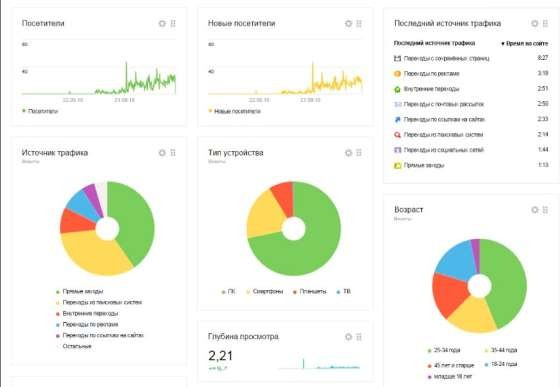 Посетители
80
40
22.08.16
23.08.16
Посетители
Новые посетители
80
40
22.08.16
23.08.16
Новые посетители
Последний источник трафика
Последний источник трафика Время на сайте
Переходы с сохранённых страниц 8:27
Переходы по рекламе 3:18
Внутренние переходы 2:51
Переходы с почтовых рассылок 2:50
Переходы по ссылкам на сайтах 2:33
Переходы из поисковых систем 2:14
Переходы из социальных сетей 1:44
Прямые заходы 1:13
Источник трафика
Визиты
Прямые заходы
Переходы из поисковых систем
Внутренние переходы
Переходы по рекламе
Переходы по ссылкам на сайтах
Остальные
Тип устройства
Визиты
ПК Смартфоны Планшеты ТВ
Глубина просмотра
2,21
Возраст
Визиты
25-34 года 35-44 года
45 лет и старше 18-24 года
младше 18 лет